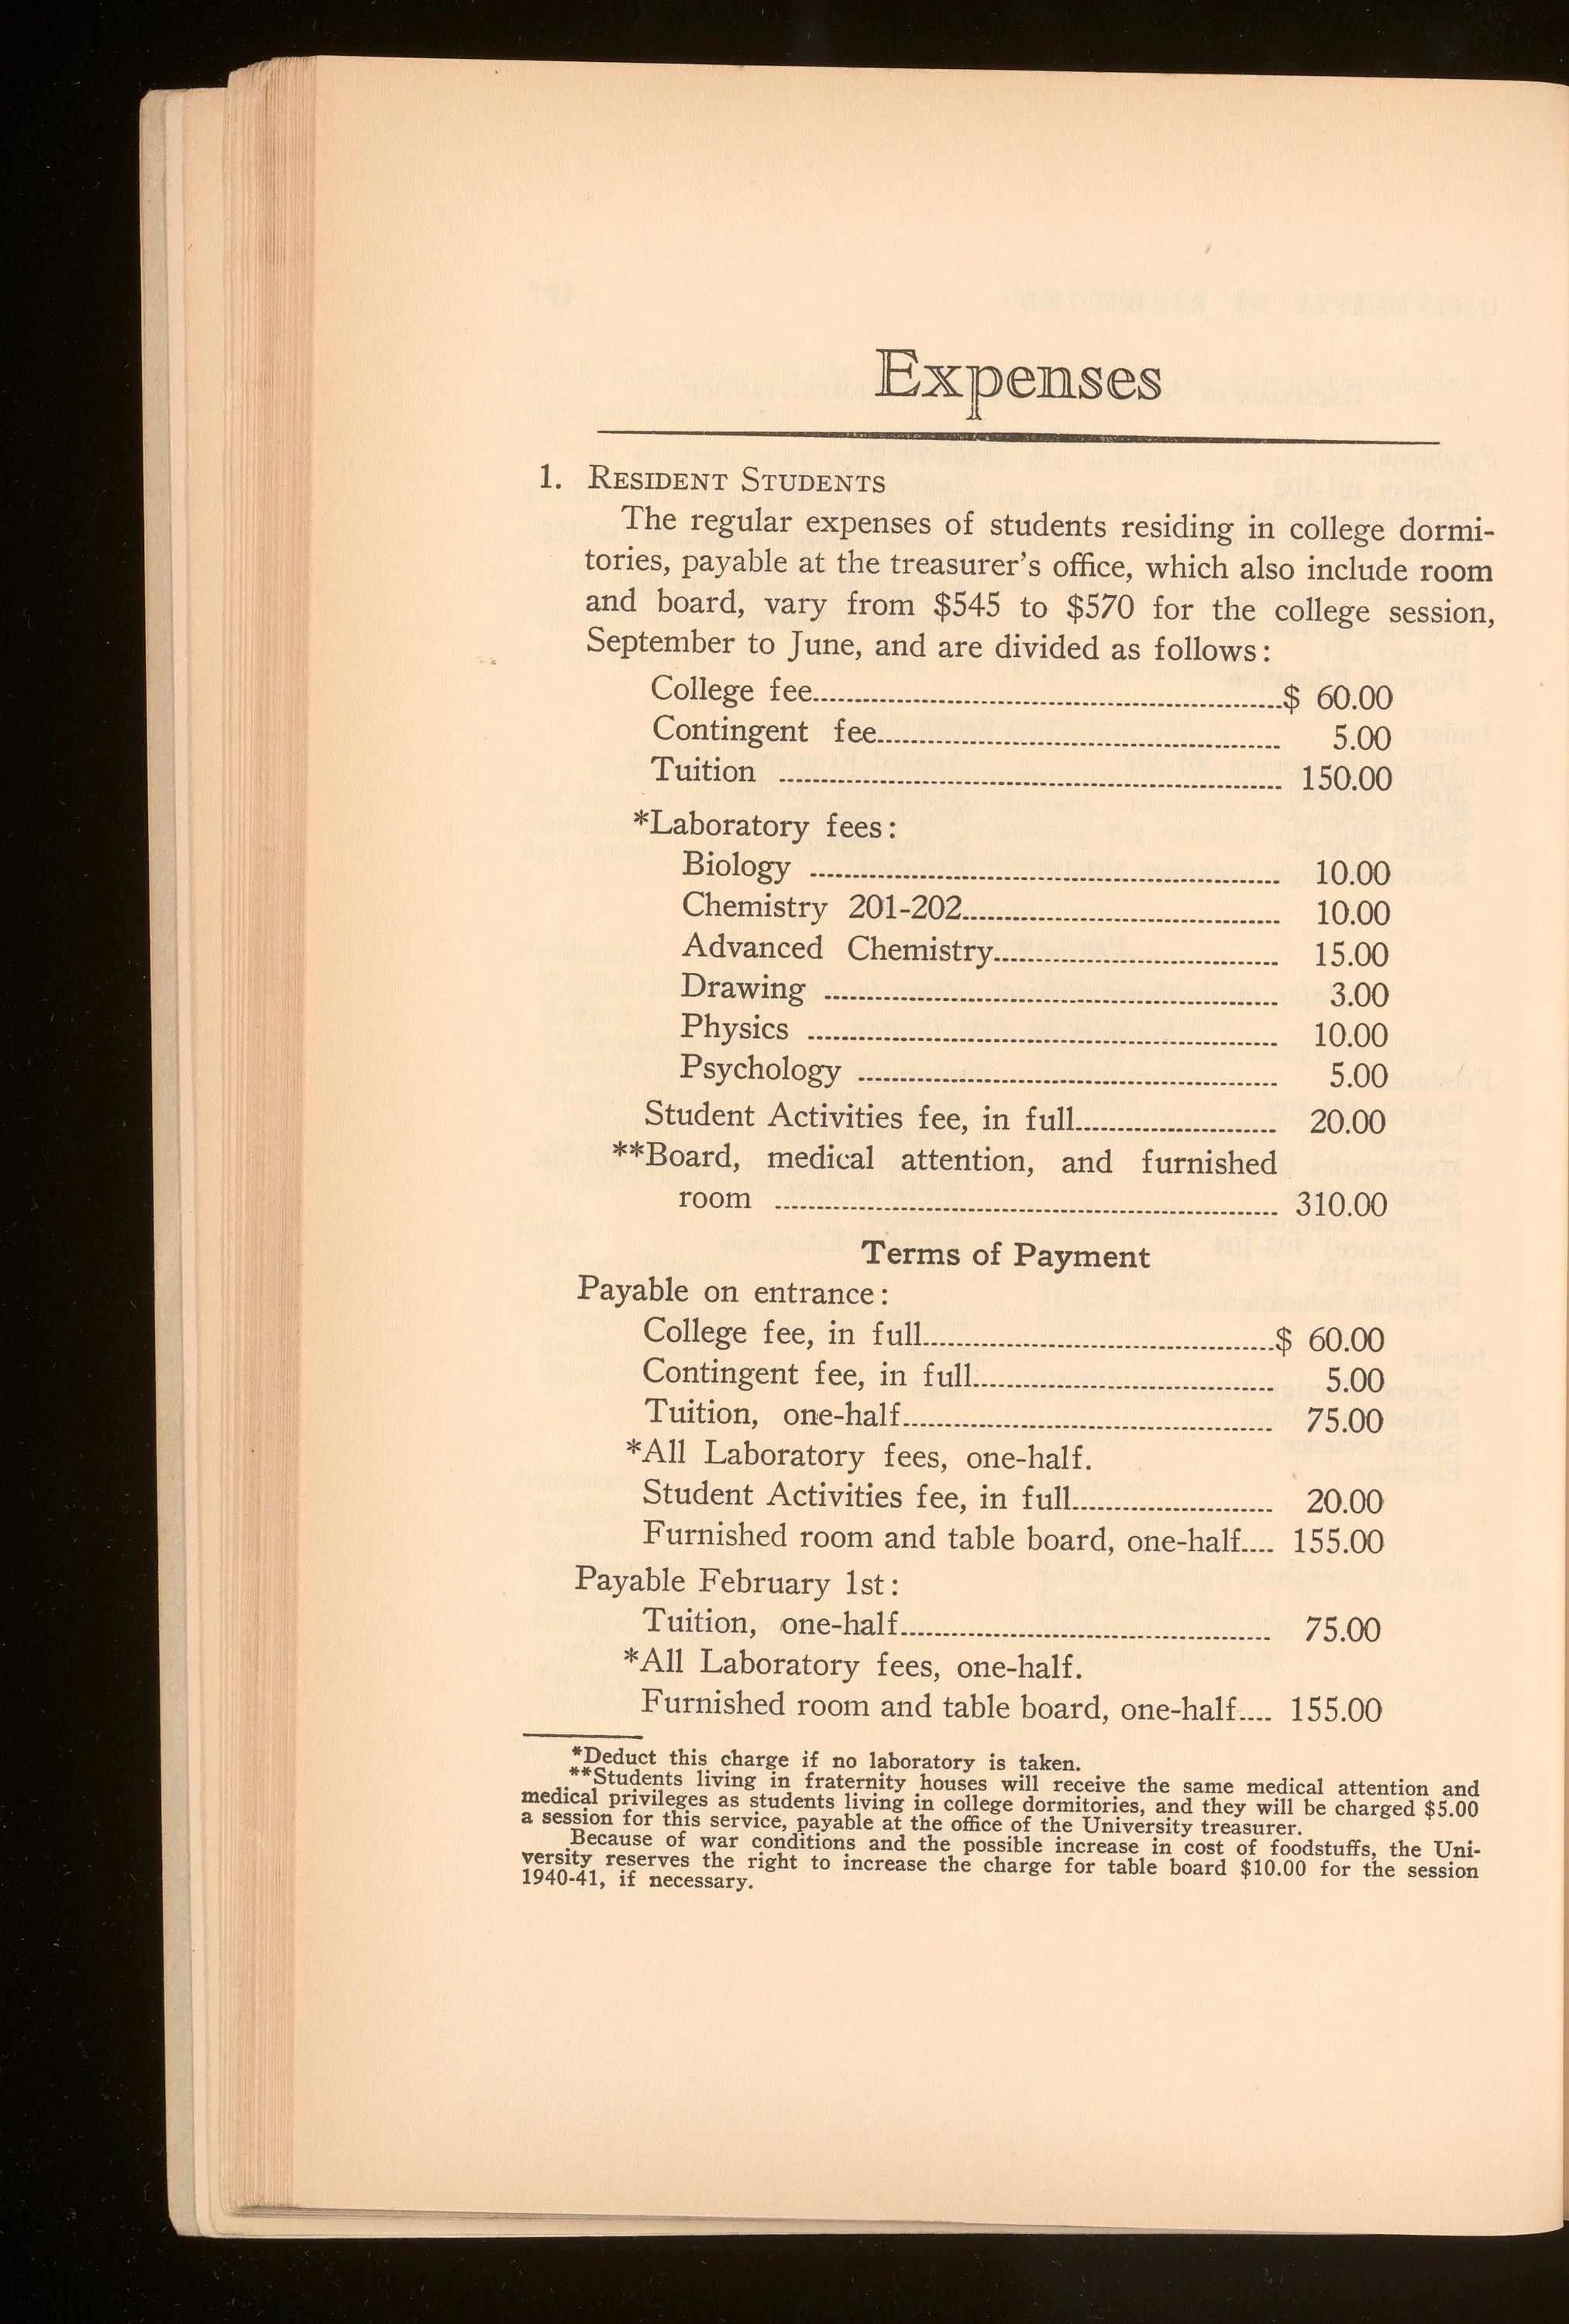 Expenses
1. RESIDENT STUDENTS
The regular expenses of students residing in college dormi-
tories, payable at the treasurer's office, which also include room
and board, vary from $545 to $570 for the college session,
September to June, and are divided as follows:
College fee....................$ 60.00
Contingent fee.................... 5.00
Tuition .................... 150.00
*Laboratory fees:
Biology .................... 10.00
Chemistry 201-202.................... 10.00
Advanced Chemistry.................... 15.00
Drawing .................... 3.00
Physics .................... 10.00
Psychology .................... 5.00
Student Activities fee, in full.................... 20.00
**Board, medical attention, and furnished
room .................... 310.00
Terms of Payment
Payable on entrance:
College fee, in full....................$ 60.00
Contingent fee, in full.................... 5.00
Tuition, one-half.................... 75.00
*All Laboratory fees, one-half.
Student Activities fee, in full.................... 20.00
Furnished room and table board, one-half.... 155.00
Payable February 1st:
Tuition, one-half.................... 75.00
*All Laboratory fees, one-half.
Furnished room and table board, one-half.... 155.00
*Deduct this charge if no laboratory is taken.
**Students living in fraternity houses will receive the same medical attention and
medical privileges as students living in college dormitories, and they will be charged $5.00
a session for this service, payable at the office of the University treasurer.
Because of war conditions and the possible increase in cost of foodstuffs, the Uni-
versity reserves the right to increase the charge for table board $10.00 for the session
1940-41, if necessary.